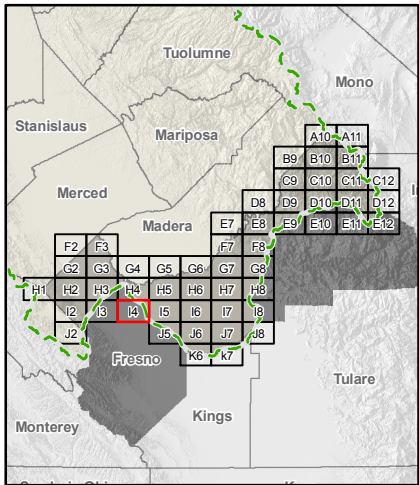 Tuolumne
Mono
Stanislaus
Mariposa
Merced
Madera
Fresno
Tulare
Kings
Monterey
A10 A11
B9 B10 B11
C9 C10 C11 C12
D8 D9 D10 D11 D12
E7 E8 E9 E10 E11 E12
F2 F3 F7 F8
G2 G3 G4 G5 G6 G7 G8
H1 H2 H3 H4 H5 H6 H7 H8
I2 I3 I4 I5 I6 I7 I8
J2 J5 J6 J7 J8
K6 k7